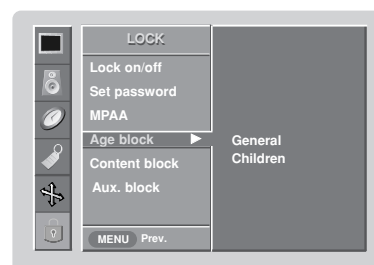 LOCK
Lock on/off
Set password
MPAA
Age block
General
Content block
Children
Aux. block
MENU Prev.